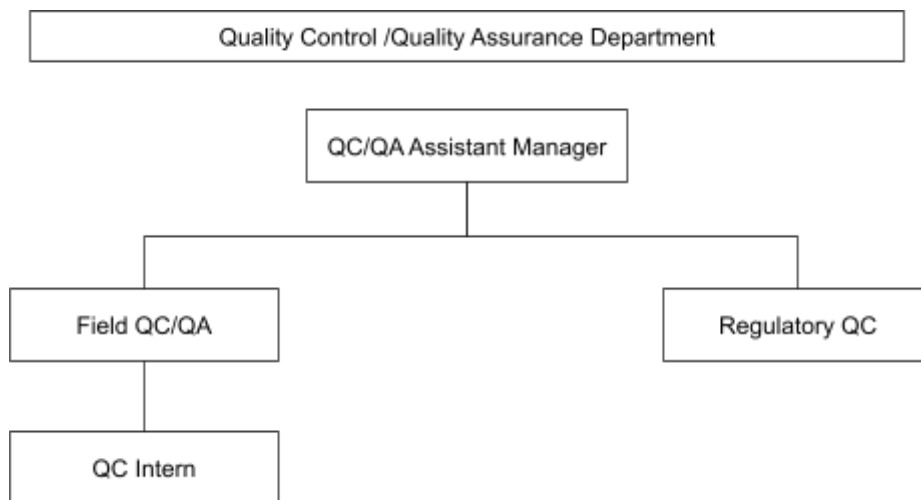 Quality Control /Quality Assurance Department
QC/QA Assistant Manager
Field QC/QA
Regulatory QC
QC Intern